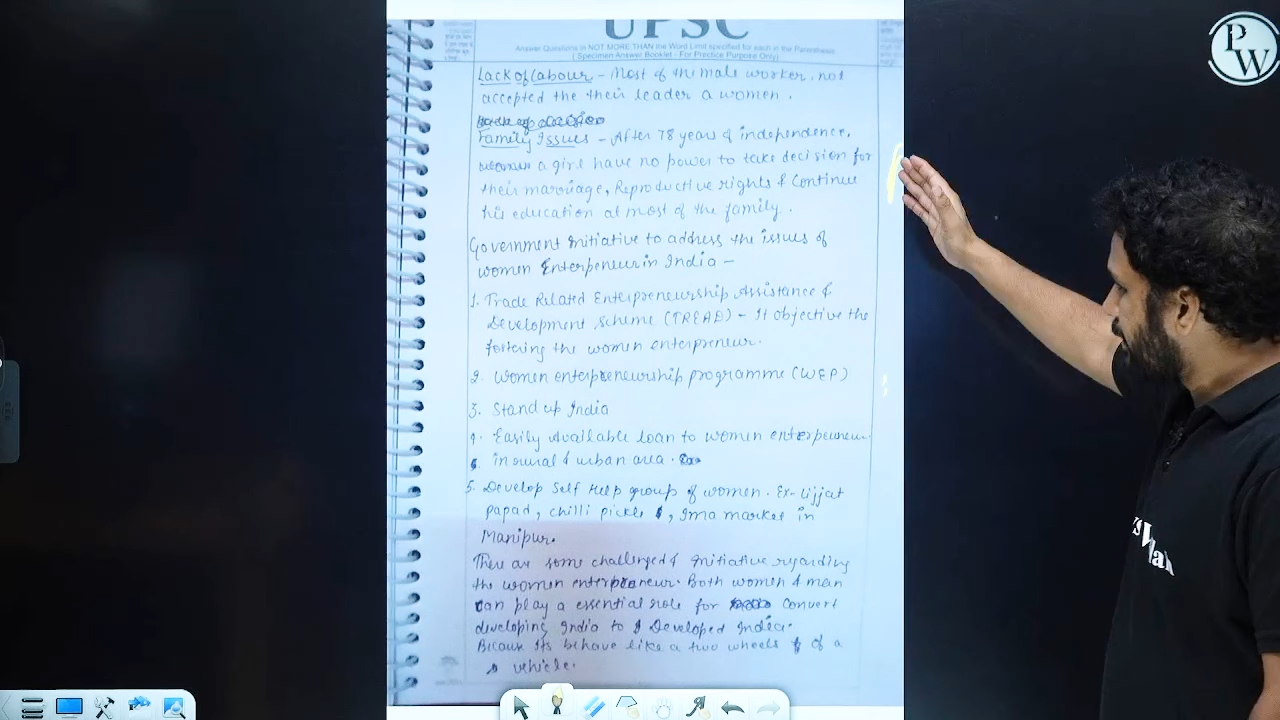 UPSC
Answer Questions in NOT MORE THAN the Word Limit specified for each in the Parenthesis
( Specimen Answer Booklet - For Practice Purpose Only)
PW
Lack of Labour - Most of the male worker not
accepted the their leader a women.
Family Issues - After 78 years of independence,
a girl have no power to take decision for
their marriage, Reproductive rights & Continue
his education at most of the family.
Government Initiative to address the issues of
women Enterpeneur in India -
1. Trade Related Enterpreneurship Assistance &
Development scheme (TREAD) - It objective the
fostering the women enterpreneur.
2. Women enterpreneurship programme (WEP)
3. Stand up India
4. Easily Available loan to women enterpreuneur
in rural & urban area.
5. Develop Self Help group of women. Ex- Lijjat
papad, chilli pickle, Ima market in
Manipur.
There are some challenged & Initiative regarding
the women enterpreneur. Both women & man
can play a essential role for convert
developing India to Developed India.
Because its behave like a two wheels of a
vehicle.